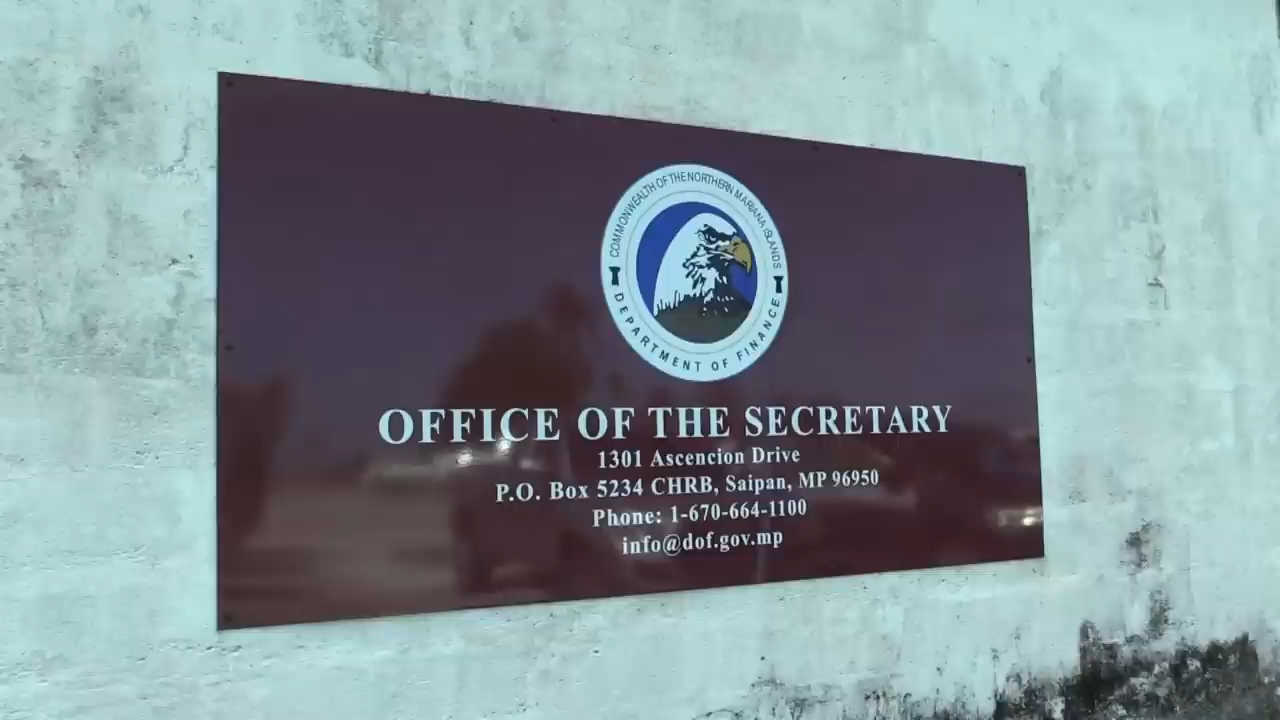 COMMONWEALTH OF THE NORTHERN MARIANA ISLANDS
DEPARTMENT OF FINANCE
OFFICE OF THE SECRETARY
1301 Ascencion Drive
P.O. Box 5234 CHRB, Saipan, MP 96950
Phone: 1-670-664-1100
info@dof.gov.mp